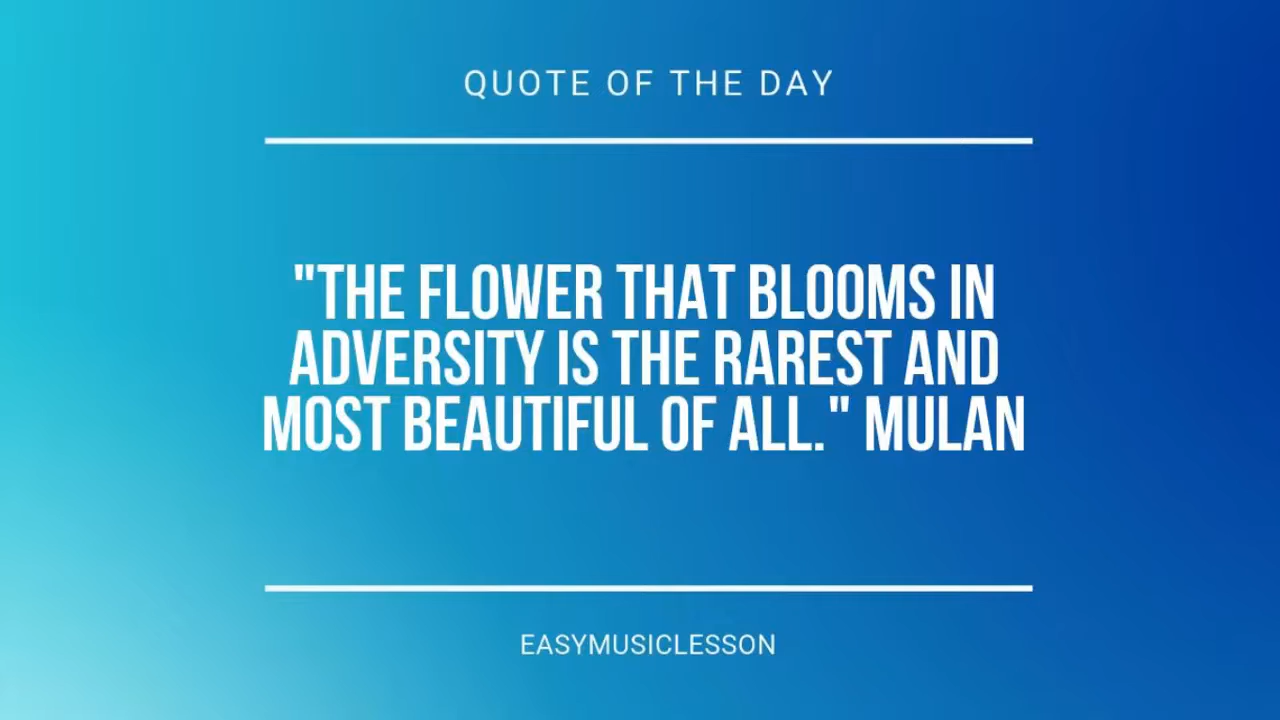 QUOTE OF THE DAY
"THE FLOWER THAT BLOOMS IN
ADVERSITY IS THE RAREST AND
MOST BEAUTIFUL OF ALL." MULAN
EASYMUSICLESSON